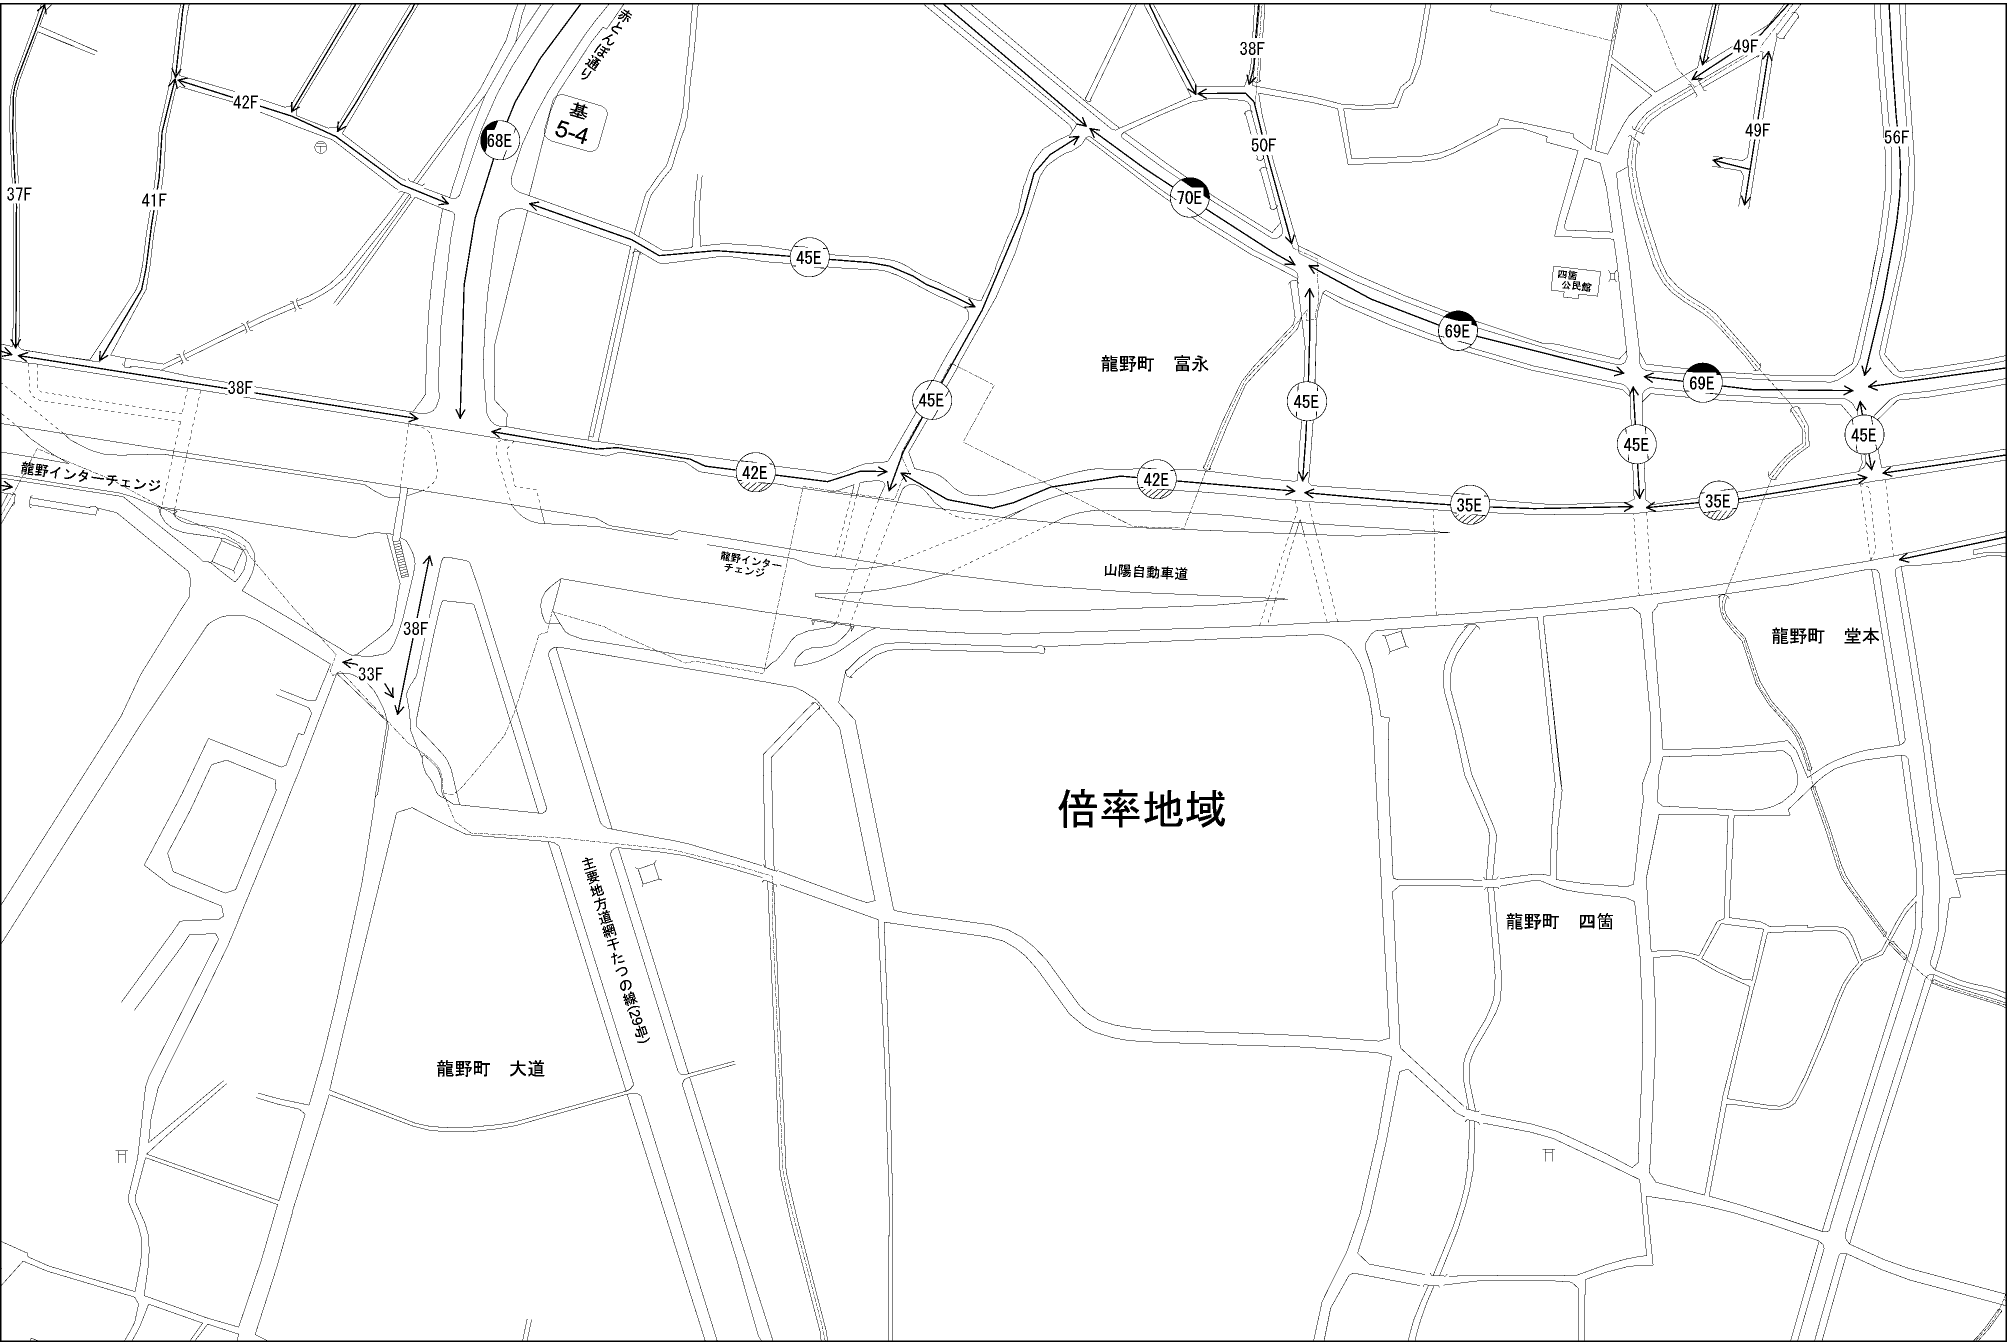 赤とんぼ通り
38F
49F
42F
基
5-4
68E
49F
56F
50F
37F
41F
70E
45E
四箇
公民館
69E
龍野町 富永
69E
38F
45E
45E
45E
45E
龍野インターチェンジ
42E
42E
35E
35E
龍野インター
チェンジ
山陽自動車道
38F
龍野町 堂本
33F
倍率地域
主要地方道網干たつの線(29号)
龍野町 四箇
龍野町 大道